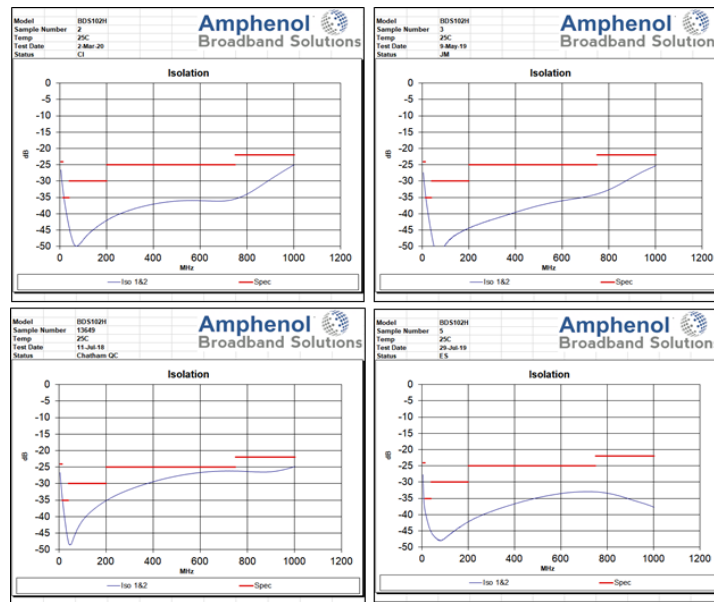 Model BDS102H
Sample Number 2
Temp 25C
Test Date 2-Mar-20
Status CI
Amphenol
Broadband Solutions
Isolation
0
-5
-10
-15
-20
-25
-30
-35
-40
-45
-50
dB
0 200 400 600 800 1000 1200
MHz
Iso 1&2 Spec
Model BDS102H
Sample Number 3
Temp 25C
Test Date 9-May-19
Status JM
Amphenol
Broadband Solutions
Isolation
0
-5
-10
-15
-20
-25
-30
-35
-40
-45
-50
dB
0 200 400 600 800 1000 1200
MHz
Iso 1&2 Spec
Model BDS102H
Sample Number 13649
Temp 25C
Test Date 11-Jul-18
Status Chatham-QC
Amphenol
Broadband Solutions
Isolation
0
-5
-10
-15
-20
-25
-30
-35
-40
-45
-50
dB
0 200 400 600 800 1000 1200
MHz
Iso 1&2 Spec
Model BDS102H
Sample Number 5
Temp 25C
Test Date 29-Jul-19
Status ES
Amphenol
Broadband Solutions
Isolation
0
-5
-10
-15
-20
-25
-30
-35
-40
-45
-50
dB
0 200 400 600 800 1000 1200
MHz
Iso 1&2 Spec